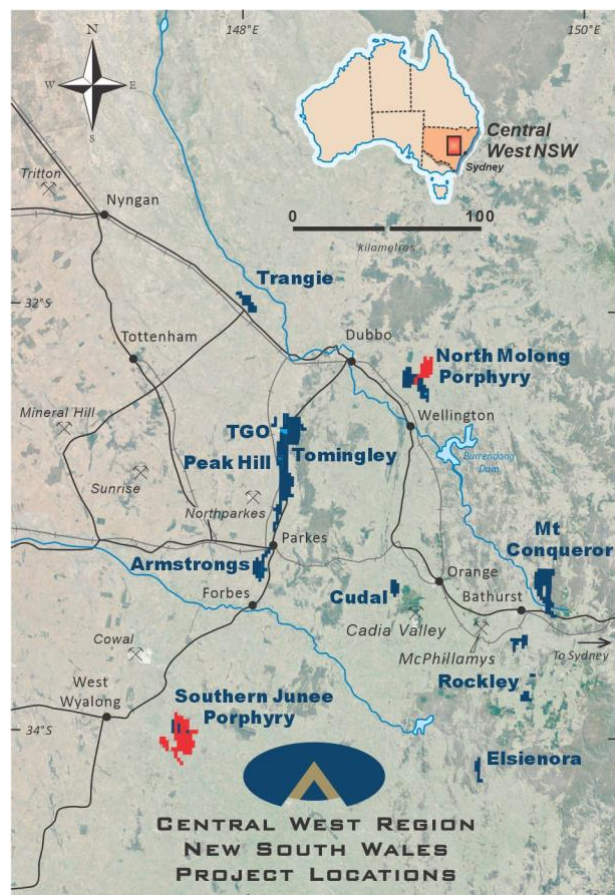 148°E
150°E
N
W
E
S
Central
West NSW
Sydney
Tritton
Nyngan
0
100
kilometres
Trangie
32°S
Dubbo
Tottenham
North Molong
Porphyry
Mineral Hill
TGO
Wellington
Peak Hill
Tomingley
Burrendong
Dam
Sunrise
Northparkes
Mt
Conqueror
Parkes
Armstrongs
Orange
Forbes
Cudal
Bathurst
Cadia Valley
Cowal
McPhillamys
To Sydney
West
Wyalong
Southern Junee
Porphyry
Rockley
34°S
Elsienora
Central West Region
New South Wales
Project Locations